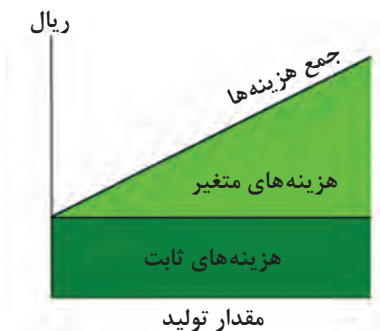 ریال
جمع هزینه‌ها
هزینه‌های متغیر
هزینه‌های ثابت
مقدار تولید